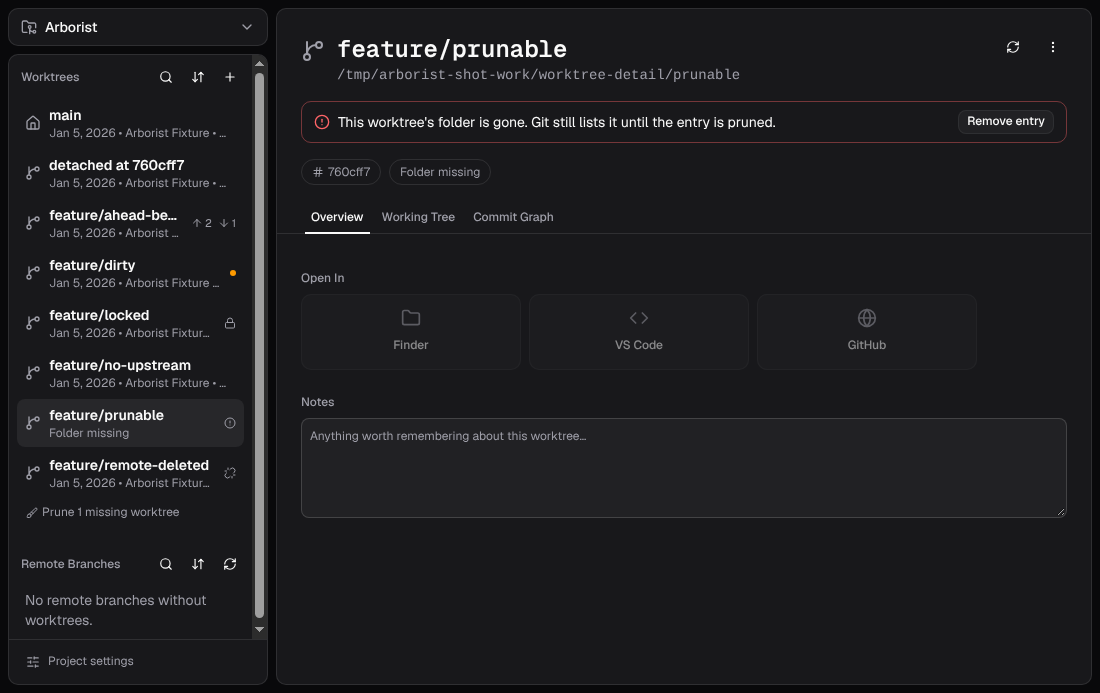 Arborist
Worktrees
main
Jan 5, 2026 • Arborist Fixture • ...
detached at 760cff7
Jan 5, 2026 • Arborist Fixture • ...
feature/ahead-be...
↑ 2 ↓ 1
Jan 5, 2026 • Arborist ...
feature/dirty
Jan 5, 2026 • Arborist Fixture ...
feature/locked
Jan 5, 2026 • Arborist Fixtur...
feature/no-upstream
Jan 5, 2026 • Arborist Fixture • ...
feature/prunable
Folder missing
feature/remote-deleted
Jan 5, 2026 • Arborist Fixtur...
Prune 1 missing worktree
Remote Branches
No remote branches without
worktrees.
Project settings
feature/prunable
/tmp/arborist-shot-work/worktree-detail/prunable
This worktree's folder is gone. Git still lists it until the entry is pruned.
Remove entry
# 760cff7
Folder missing
Overview Working Tree Commit Graph
Open In
Finder
VS Code
GitHub
Notes
Anything worth remembering about this worktree...